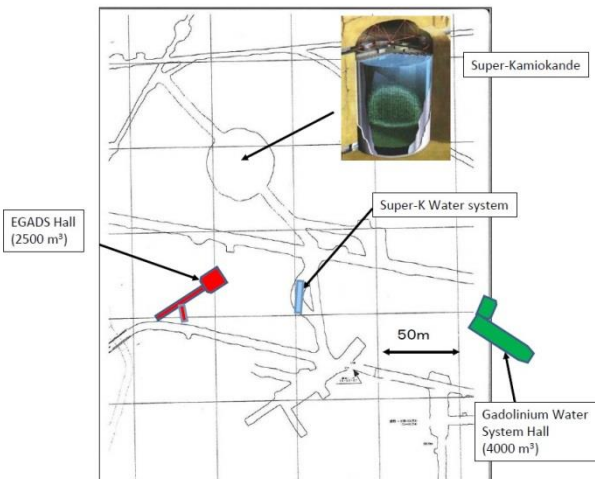 Super-Kamiokande
Super-K Water system
EGADS Hall
(2500 m³)
50m
Gadolinium Water
System Hall
(4000 m³)